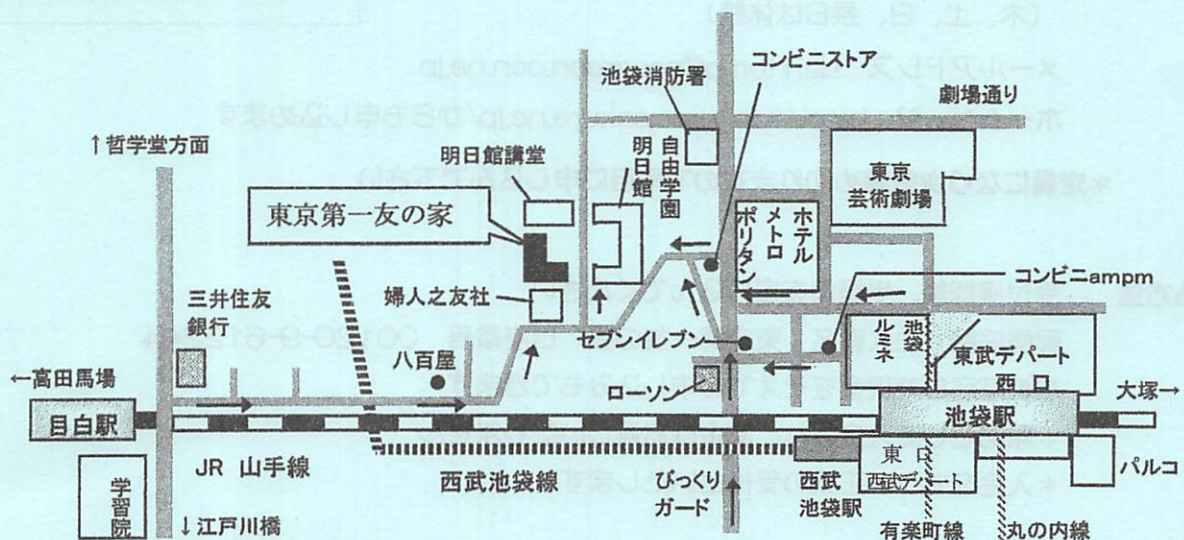 コンビニストア
池袋消防署
劇場通り
↑哲学堂方面
明日館講堂
自由学園
明日館
東京
芸術劇場
東京第一友の家
ホテル
メトロ
ポリタン
コンビニampm
三井住友
銀行
婦人之友社
セブンイレブン
池袋
ルミネ
東武デパート
西口
八百屋
←高田馬場
ローソン
大塚→
目白駅
池袋駅
JR 山手線
西武池袋線
びっくり
ガード
西武
池袋駅
東口
西武デパート
パルコ
学習院
↓江戸川橋
有楽町線
丸の内線